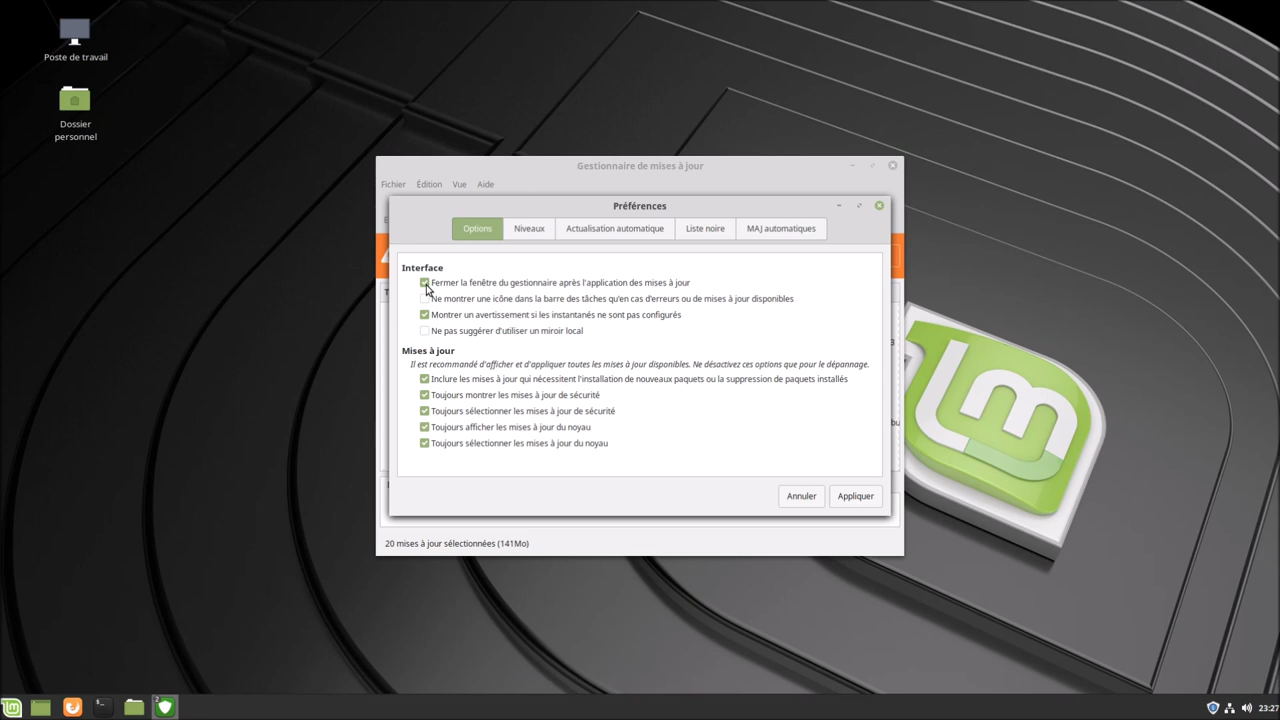 Poste de travail
Dossier
personnel
Gestionnaire de mises à jour
Fichier Édition Vue Aide
Préférences
Options Niveaux Actualisation automatique Liste noire MAJ automatiques
Interface
Fermer la fenêtre du gestionnaire après l'application des mises à jour
Ne montrer une icône dans la barre des tâches qu'en cas d'erreurs ou de mises à jour disponibles
Montrer un avertissement si les instantanés ne sont pas configurés
Ne pas suggérer d'utiliser un miroir local
Mises à jour
Il est recommandé d'afficher et d'appliquer toutes les mises à jour disponibles. Ne désactivez ces options que pour le dépannage.
Inclure les mises à jour qui nécessitent l'installation de nouveaux paquets ou la suppression de paquets installés
Toujours montrer les mises à jour de sécurité
Toujours sélectionner les mises à jour de sécurité
Toujours afficher les mises à jour du noyau
Toujours sélectionner les mises à jour du noyau
Annuler Appliquer
20 mises à jour sélectionnées (141Mo)
2
23:27